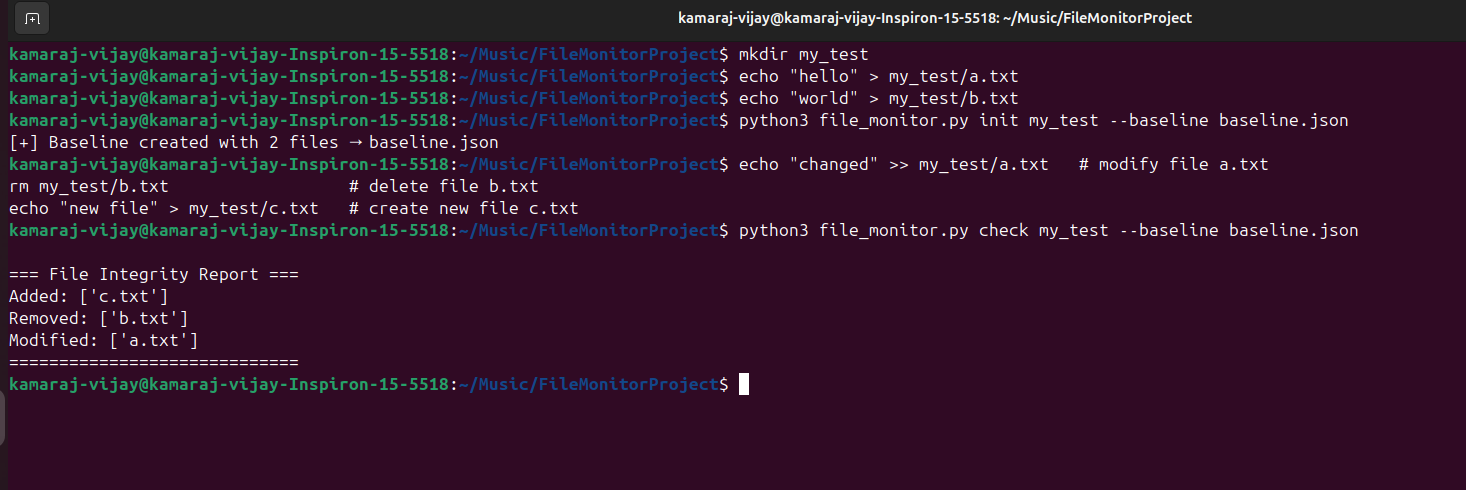 kamaraj-vijay@kamaraj-vijay-Inspiron-15-5518: ~/Music/FileMonitorProject
kamaraj-vijay@kamaraj-vijay-Inspiron-15-5518:~/Music/FileMonitorProject$ mkdir my_test
kamaraj-vijay@kamaraj-vijay-Inspiron-15-5518:~/Music/FileMonitorProject$ echo "hello" > my_test/a.txt
kamaraj-vijay@kamaraj-vijay-Inspiron-15-5518:~/Music/FileMonitorProject$ echo "world" > my_test/b.txt
kamaraj-vijay@kamaraj-vijay-Inspiron-15-5518:~/Music/FileMonitorProject$ python3 file_monitor.py init my_test --baseline baseline.json
[+] Baseline created with 2 files → baseline.json
kamaraj-vijay@kamaraj-vijay-Inspiron-15-5518:~/Music/FileMonitorProject$ echo "changed" >> my_test/a.txt   # modify file a.txt
rm my_test/b.txt                  # delete file b.txt
echo "new file" > my_test/c.txt   # create new file c.txt
kamaraj-vijay@kamaraj-vijay-Inspiron-15-5518:~/Music/FileMonitorProject$ python3 file_monitor.py check my_test --baseline baseline.json
=== File Integrity Report ===
Added: ['c.txt']
Removed: ['b.txt']
Modified: ['a.txt']
=============================
kamaraj-vijay@kamaraj-vijay-Inspiron-15-5518:~/Music/FileMonitorProject$